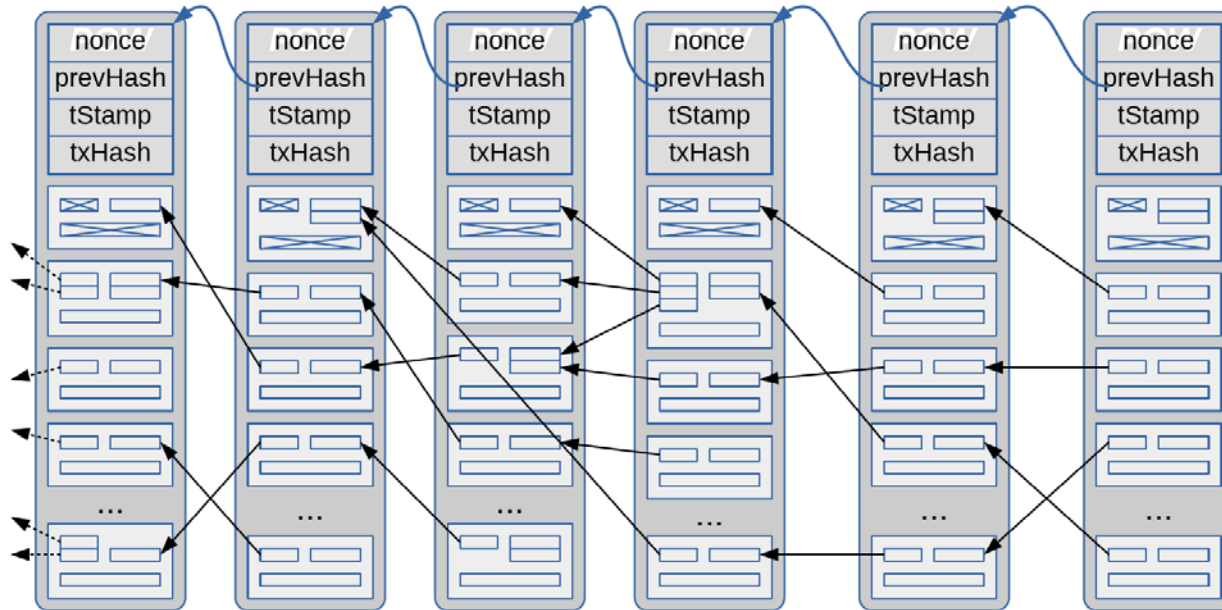 nonce nonce nonce nonce nonce nonce
prevHash prevHash prevHash prevHash prevHash prevHash
tStamp tStamp tStamp tStamp tStamp tStamp
txHash txHash txHash txHash txHash txHash
... ... ... ... ...